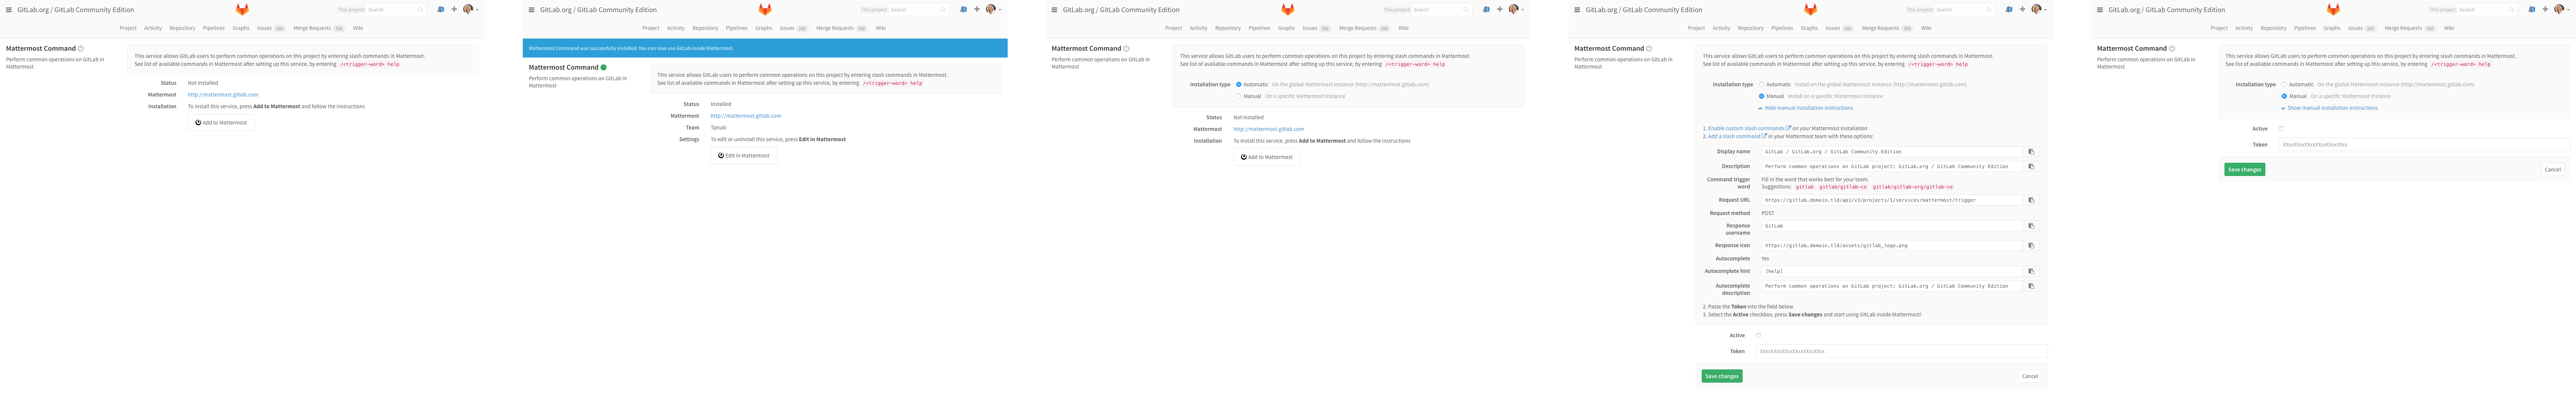 GitLab.org / GitLab Community Edition
This project Search
Project Activity Repository Pipelines Graphs Issues 280 Merge Requests 356 Wiki
Mattermost Command
Perform common operations on GitLab in
Mattermost
This service allows GitLab users to perform common operations on this project by entering slash commands in Mattermost.
See list of available commands in Mattermost after setting up this service, by entering /<trigger-word> help
Status Not installed
Mattermost http://mattermost.gitlab.com
Installation To install this service, press Add to Mattermost and follow the instructions
Add to Mattermost
GitLab.org / GitLab Community Edition
This project Search
Project Activity Repository Pipelines Graphs Issues 280 Merge Requests 356 Wiki
Mattermost Command was successfully installed. You can now use GitLab inside Mattermost.
Mattermost Command
Perform common operations on GitLab in
Mattermost
This service allows GitLab users to perform common operations on this project by entering slash commands in Mattermost.
See list of available commands in Mattermost after setting up this service, by entering /<trigger-word> help
Status Installed
Mattermost http://mattermost.gitlab.com
Team Tanuki
Settings To edit or uninstall this service, press Edit in Mattermost
Edit in Mattermost
GitLab.org / GitLab Community Edition
This project Search
Project Activity Repository Pipelines Graphs Issues 280 Merge Requests 356 Wiki
Mattermost Command
Perform common operations on GitLab in
Mattermost
This service allows GitLab users to perform common operations on this project by entering slash commands in Mattermost.
See list of available commands in Mattermost after setting up this service, by entering /<trigger-word> help
Installation type Automatic On the global Mattermost instance (http://mattermost.gitlab.com)
Manual On a specific Mattermost instance
Status Not installed
Mattermost http://mattermost.gitlab.com
Installation To install this service, press Add to Mattermost and follow the instructions
Add to Mattermost
GitLab.org / GitLab Community Edition
This project Search
Project Activity Repository Pipelines Graphs Issues 280 Merge Requests 356 Wiki
Mattermost Command
Perform common operations on GitLab in
Mattermost
This service allows GitLab users to perform common operations on this project by entering slash commands in Mattermost.
See list of available commands in Mattermost after setting up this service, by entering /<trigger-word> help
Installation type Automatic Install on the global Mattermost instance (http://mattermost.gitlab.com)
Manual Install on a specific Mattermost instance
Hide manual installation instructions
1. Enable custom slash commands on your Mattermost installation
2. Add a slash command in your Mattermost team with these options:
Display name GitLab / GitLab.org / GitLab Community Edition
Description Perform common operations on GitLab project: GitLab.org / GitLab Community Edition
Command trigger word Fill in the word that works best for your team.
Suggestions: gitlab gitlab/gitlab-ce gitlab/gitlab-org/gitlab-ce
Request URL https://gitlab.domain.tld/api/v3/projects/1/services/mattermost/trigger
Request method POST
Response username GitLab
Response icon https://gitlab.domain.tld/assets/gitlab_logo.png
Autocomplete Yes
Autocomplete hint [help]
Autocomplete description Perform common operations on GitLab project: GitLab.org / GitLab Community Edition
2. Paste the Token into the field below
3. Select the Active checkbox, press Save changes and start using GitLab inside Mattermost!
Active
Token
Save changes Cancel
GitLab.org / GitLab Community Edition
This project Search
Project Activity Repository Pipelines Graphs Issues 280 Merge Requests 356 Wiki
Mattermost Command
Perform common operations on GitLab in
Mattermost
This service allows GitLab users to perform common operations on this project by entering slash commands in Mattermost.
See list of available commands in Mattermost after setting up this service, by entering /<trigger-word> help
Installation type Automatic On the global Mattermost instance (http://mattermost.gitlab.com)
Manual On a specific Mattermost instance
Show manual installation instructions
Active
Token
Save changes Cancel